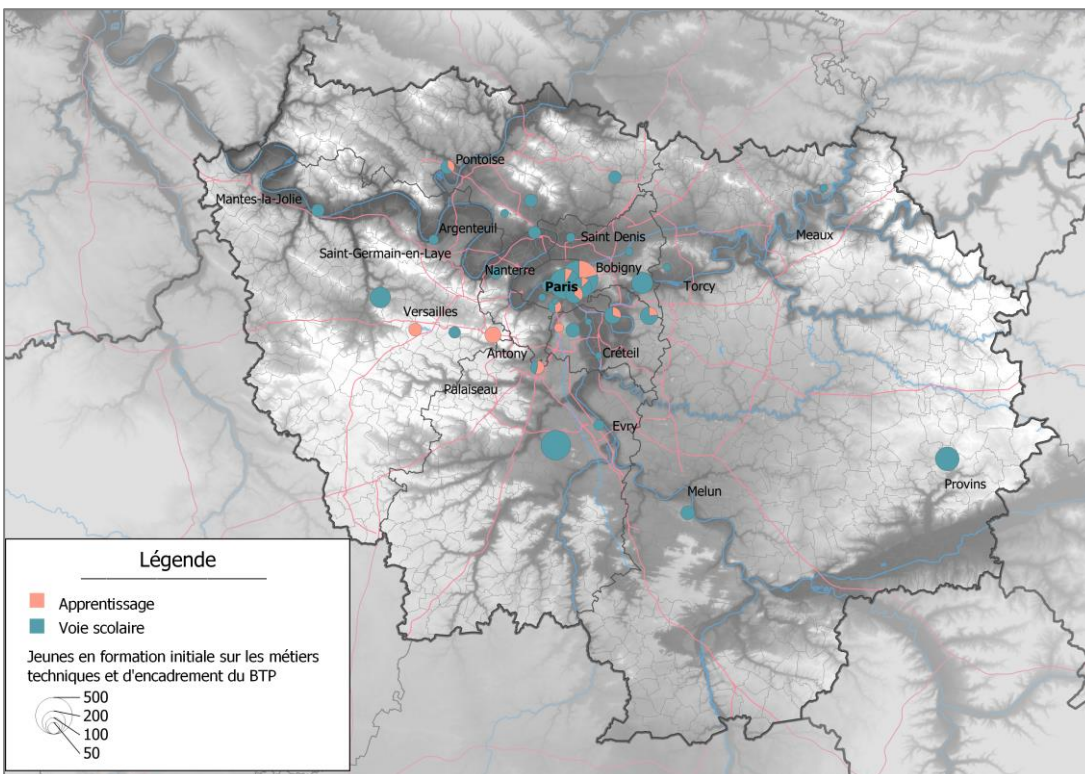 Pontoise
Mantes-la-Jolie
Argenteuil
Saint Denis
Meaux
Saint-Germain-en-Laye
Nanterre
Bobigny
Paris
Torcy
Versailles
Antony
Créteil
Palaiseau
Evry
Provins
Melun
Légende
Apprentissage
Voie scolaire
Jeunes en formation initiale sur les métiers
techniques et d'encadrement du BTP
500
200
100
50